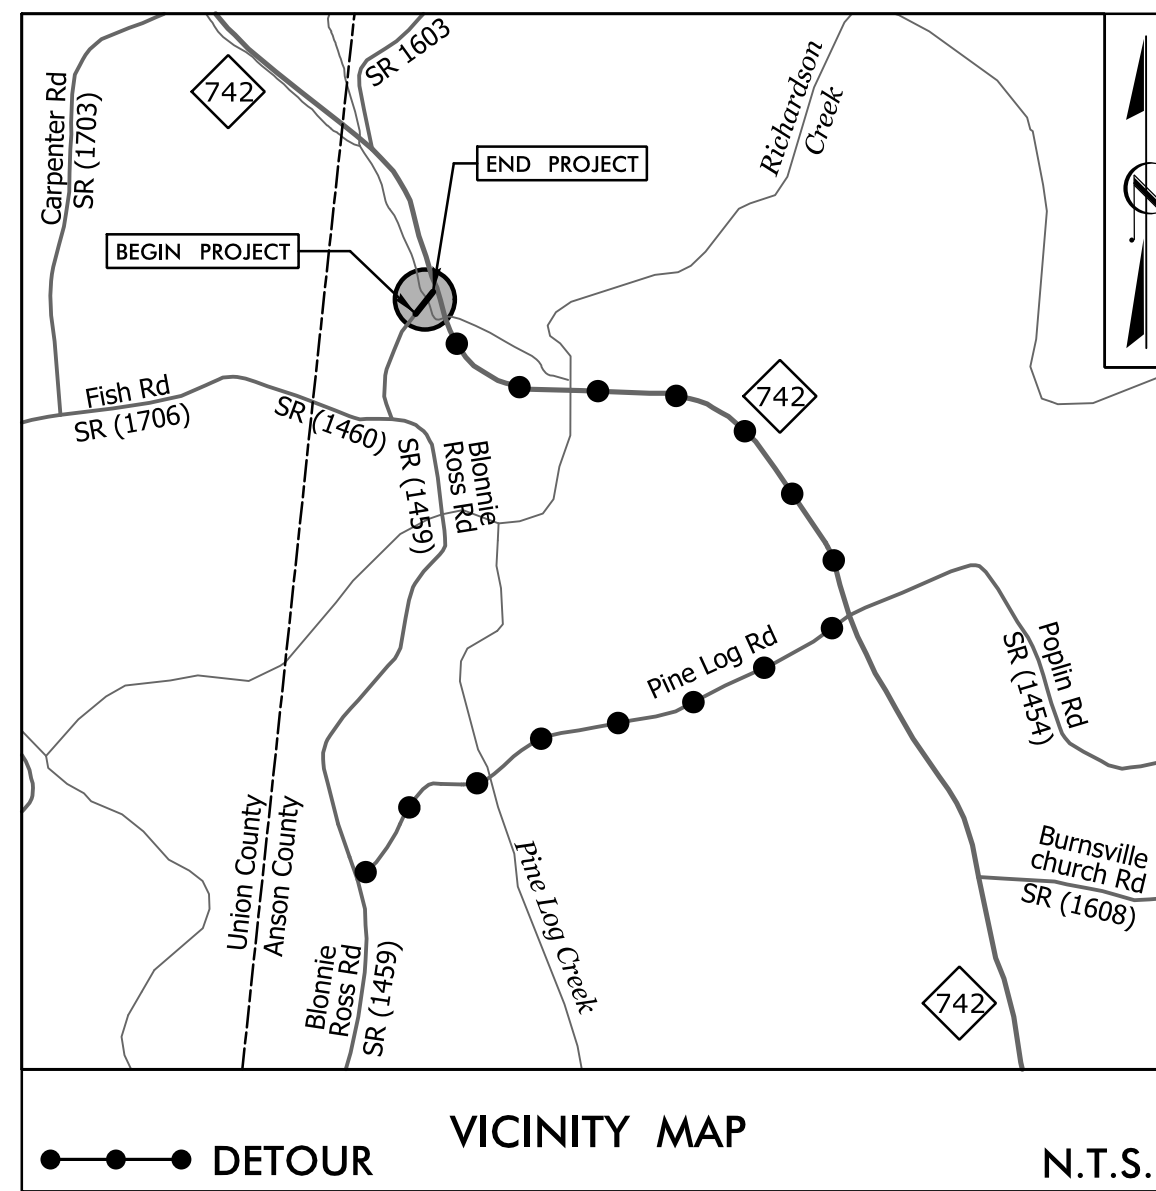 SR 1603
742
Carpenter Rd
SR (1703)
Richardson
Creek
END PROJECT
BEGIN PROJECT
Fish Rd
SR (1706)
SR (1460)
742
Blonnie
Ross Rd
SR (1459)
Pine Log Rd
Poplin Rd
SR (1454)
Union County
Anson County
Burnsville
church Rd
SR (1608)
Pine Log Creek
Blonnie
Ross Rd
SR (1459)
742
VICINITY MAP
DETOUR
N.T.S.